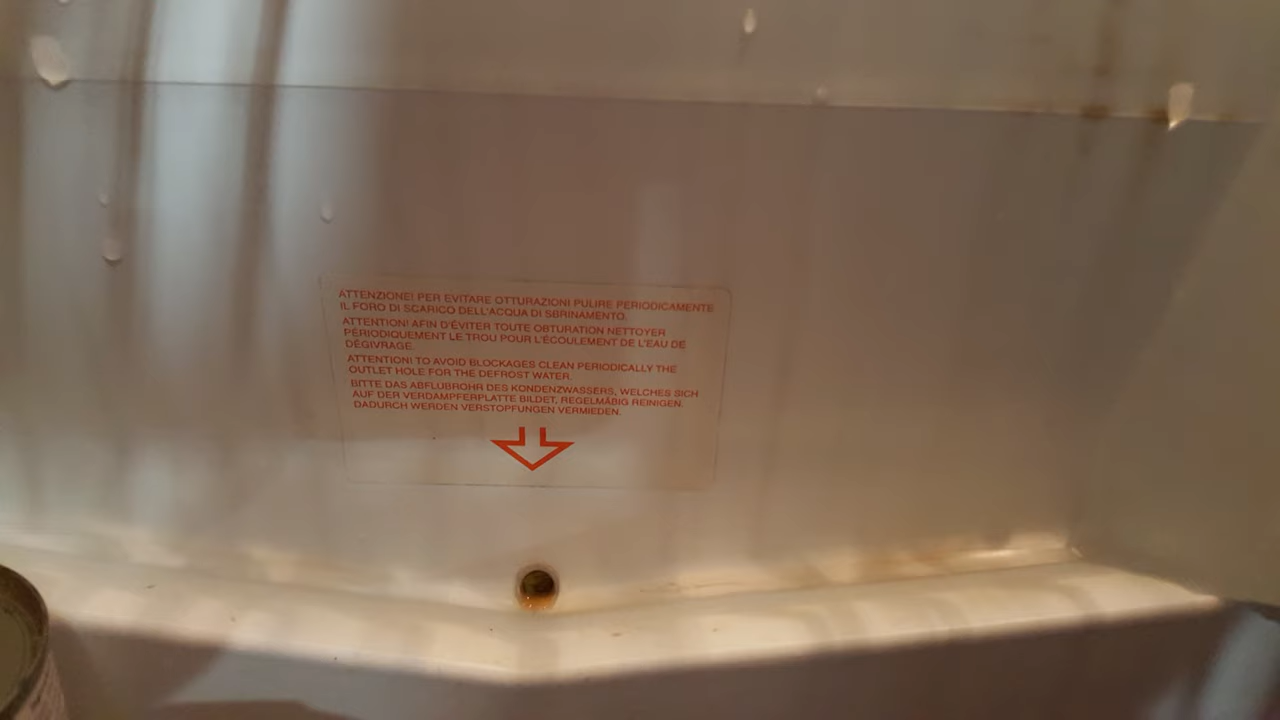 ATTENZIONE! PER EVITARE OTTURAZIONI PULIRE PERIODICAMENTE
IL FORO DI SCARICO DELL'ACQUA DI SBRINAMENTO.
ATTENTION! AFIN D'ÉVITER TOUTE OBTURATION NETTOYER
PÉRIODIQUEMENT LE TROU POUR L'ÉCOULEMENT DE L'EAU DE
DÉGIVRAGE.
ATTENTION! TO AVOID BLOCKAGES CLEAN PERIODICALLY THE
OUTLET HOLE FOR THE DEFROST WATER.
BITTE DAS ABFLUßROHR DES KONDENZWASSERS, WELCHES SICH
AUF DER VERDAMPFERPLATTE BILDET, REGELMÄßIG REINIGEN.
DADURCH WERDEN VERSTOPFUNGEN VERMIEDEN.